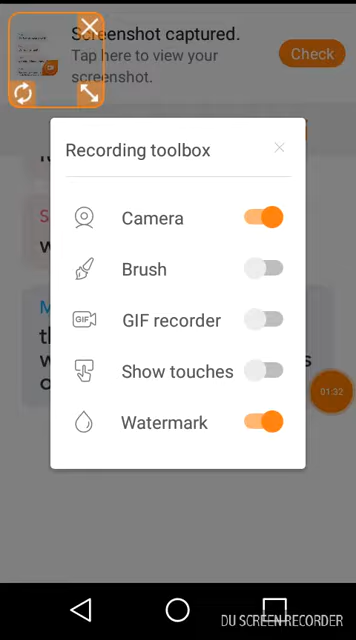 Screenshot captured.
Tap here to view your
screenshot.
Check
Recording toolbox
Camera
Brush
GIF
GIF recorder
Show touches
Watermark
01:32
DU SCREEN RECORDER